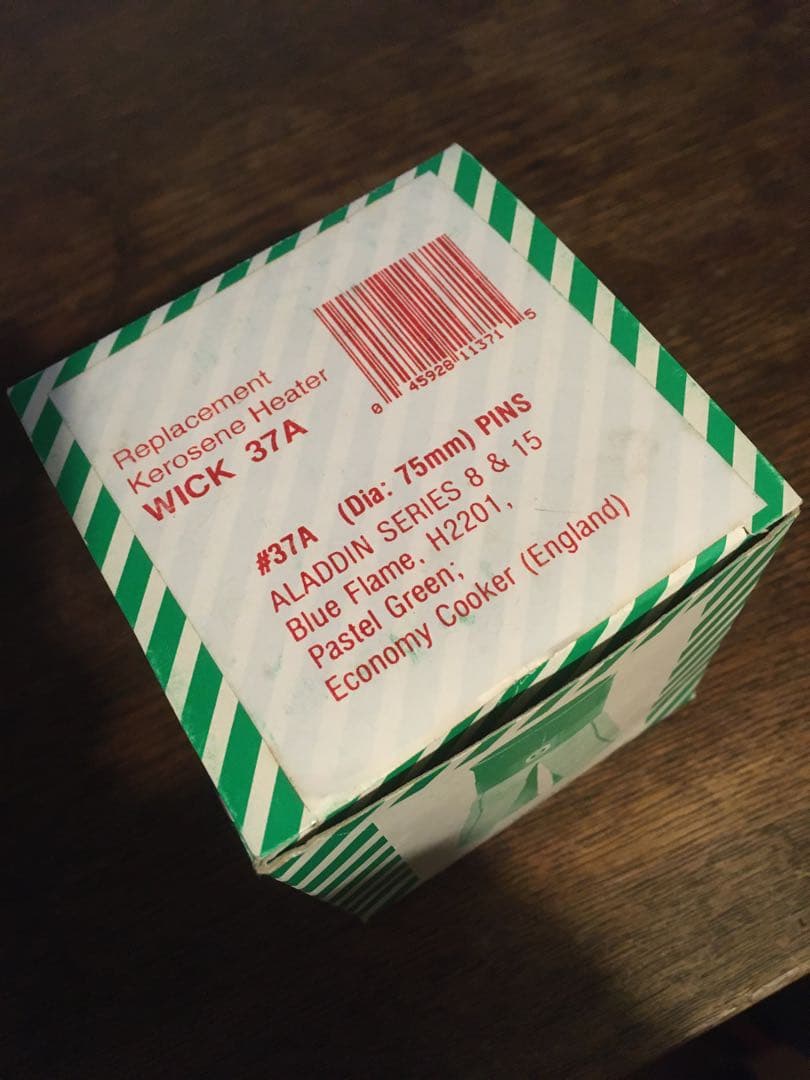 0 45928 11371 5
Replacement
Kerosene Heater
WICK 37A
#37A (Dia: 75mm) PINS
ALADDIN SERIES 8 & 15
Blue Flame, H2201,
Pastel Green;
Economy Cooker (England)